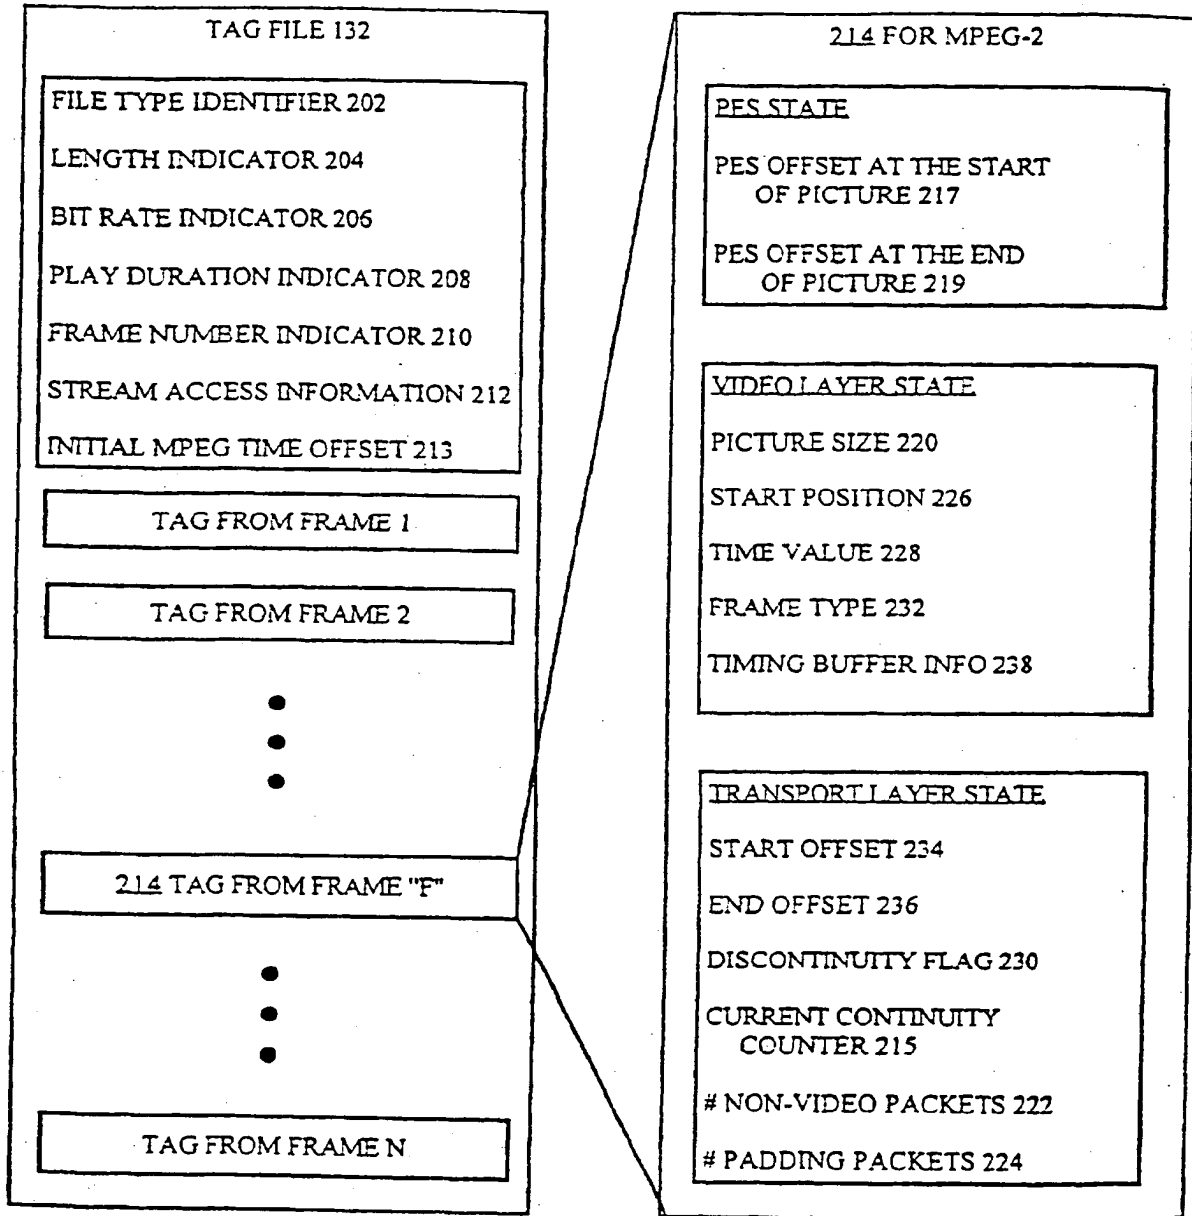 TAG FILE 132
FILE TYPE IDENTIFIER 202
LENGTH INDICATOR 204
BIT RATE INDICATOR 206
PLAY DURATION INDICATOR 208
FRAME NUMBER INDICATOR 210
STREAM ACCESS INFORMATION 212
INITIAL MPEG TIME OFFSET 213
TAG FROM FRAME 1
TAG FROM FRAME 2
214 TAG FROM FRAME "F"
TAG FROM FRAME N
214 FOR MPEG-2
PES STATE
PES OFFSET AT THE START
OF PICTURE 217
PES OFFSET AT THE END
OF PICTURE 219
VIDEO LAYER STATE
PICTURE SIZE 220
START POSITION 226
TIME VALUE 228
FRAME TYPE 232
TIMING BUFFER INFO 238
TRANSPORT LAYER STATE
START OFFSET 234
END OFFSET 236
DISCONTINUITY FLAG 230
CURRENT CONTINUITY
COUNTER 215
# NON-VIDEO PACKETS 222
# PADDING PACKETS 224